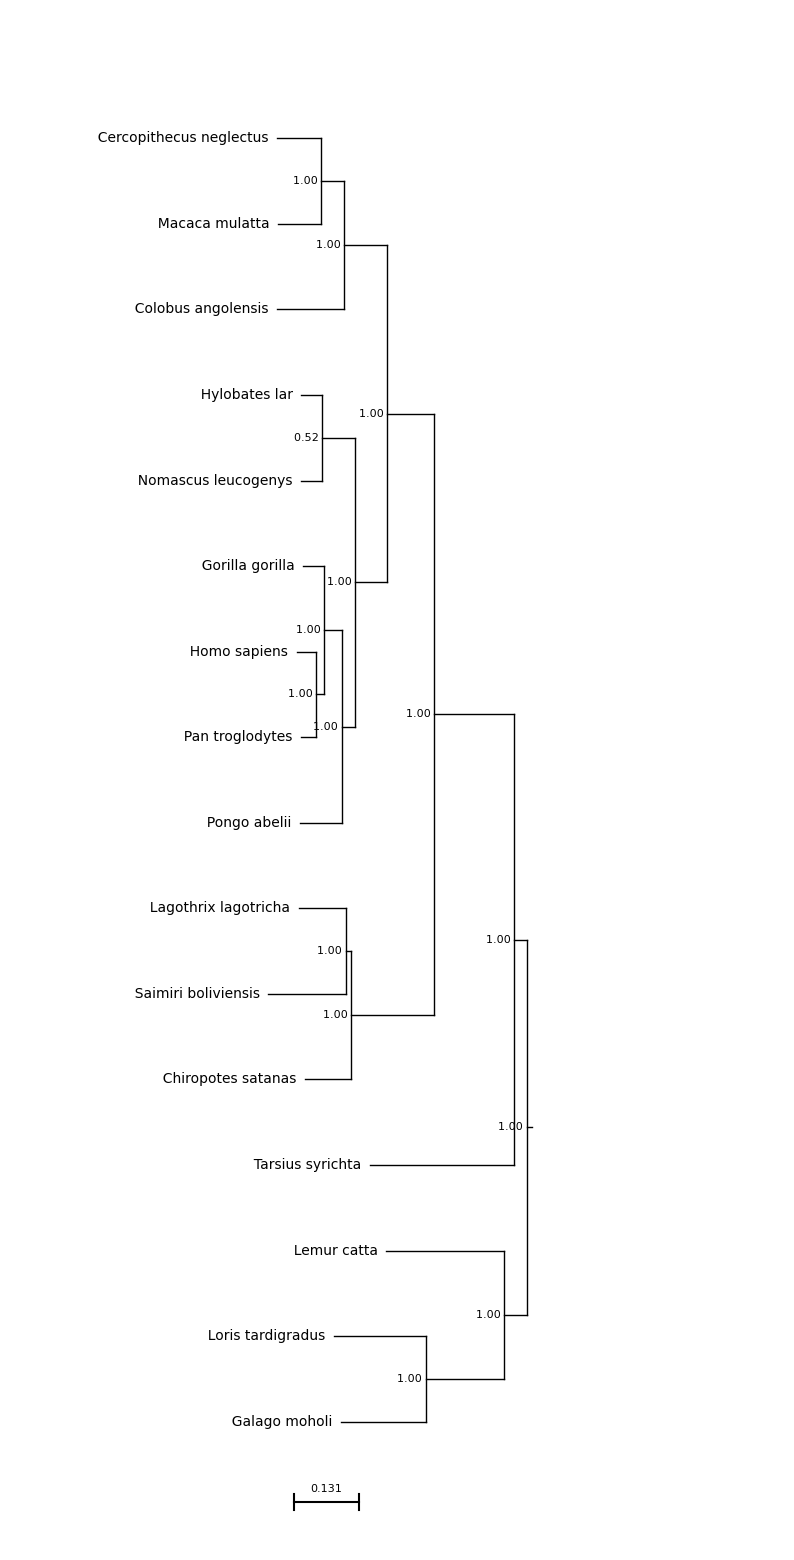 Cercopithecus neglectus
1.00
Macaca mulatta
1.00
Colobus angolensis
Hylobates lar
1.00
0.52
Nomascus leucogenys
Gorilla gorilla
1.00
1.00
Homo sapiens
1.00
1.00
1.00
Pan troglodytes
Pongo abelii
Lagothrix lagotricha
1.00
1.00
Saimiri boliviensis
1.00
Chiropotes satanas
1.00
Tarsius syrichta
Lemur catta
1.00
Loris tardigradus
1.00
Galago moholi
0.131